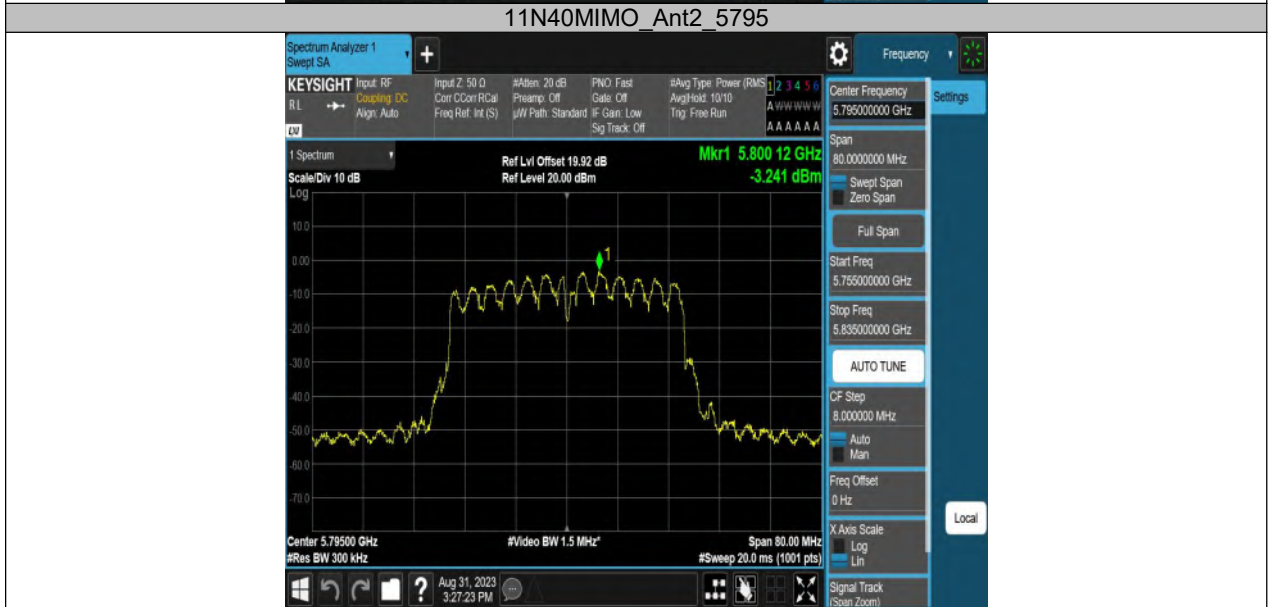 11N40MIMO_Ant2_5795
Spectrum Analyzer 1
Swept SA
+
Frequency
KEYSIGHT
RL
Input: RF
Coupling: DC
Align: Auto
Input Z: 50 Ω
Corr CCorr RCal
Freq Ref: Int (S)
#Atten: 20 dB
Preamp: Off
µW Path: Standard
PNO: Fast
Gate: Off
IF Gain: Low
Sig Track: Off
#Avg Type: Power (RMS
Avg|Hold: 10/10
Trig: Free Run
1 2 3 4 5 6
A W W W W W
A A A A A A
Center Frequency
5.795000000 GHz
Settings
Span
80.0000000 MHz
Swept Span
Zero Span
Full Span
Start Freq
5.755000000 GHz
Stop Freq
5.835000000 GHz
AUTO TUNE
CF Step
8.000000 MHz
Auto
Man
Freq Offset
0 Hz
X Axis Scale
Log
Lin
Signal Track
(Span Zoom)
Local
1 Spectrum
Scale/Div 10 dB
Log
Ref Lvl Offset 19.92 dB
Ref Level 20.00 dBm
Mkr1 5.800 12 GHz
-3.241 dBm
10.0
0.00
-10.0
-20.0
-30.0
-40.0
-50.0
-60.0
-70.0
1
Center 5.79500 GHz
#Res BW 300 kHz
#Video BW 1.5 MHz*
Span 80.00 MHz
#Sweep 20.0 ms (1001 pts)
?
Aug 31, 2023
3:27:23 PM